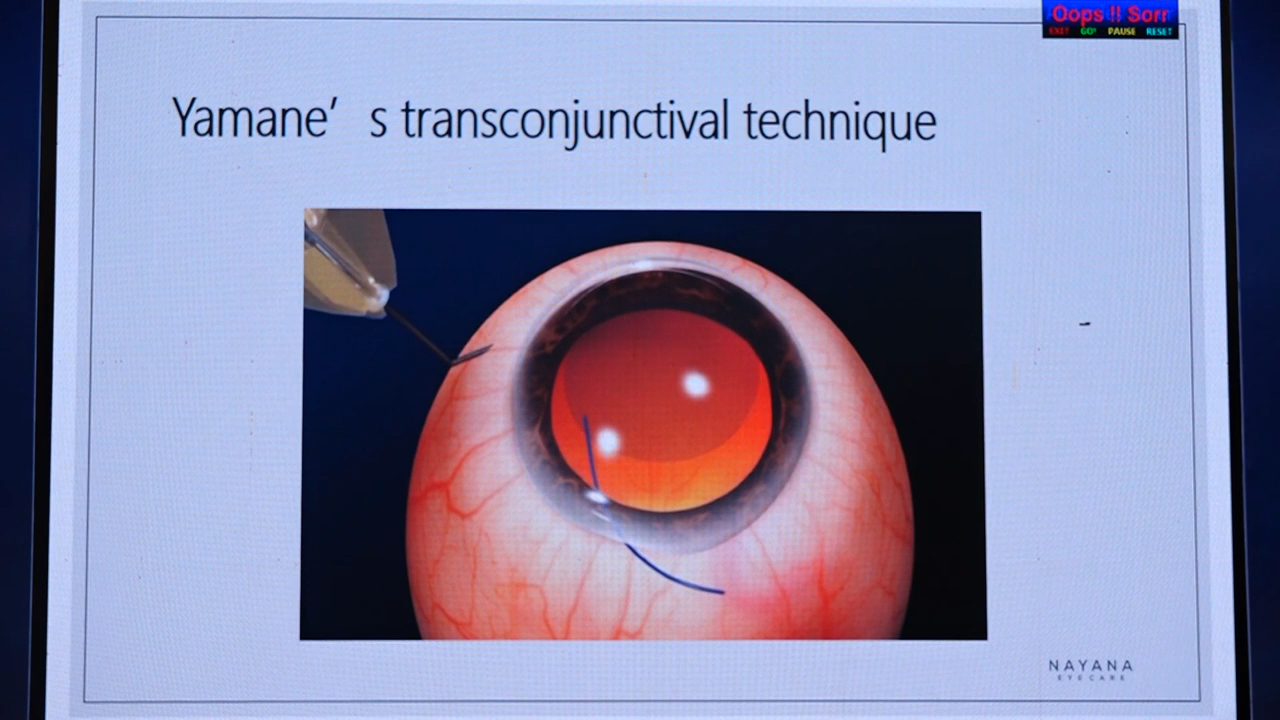 Oops !! Sorr
EXIT GO! PAUSE RESET
Yamane' s transconjunctival technique
NAYANA
EYE CARE